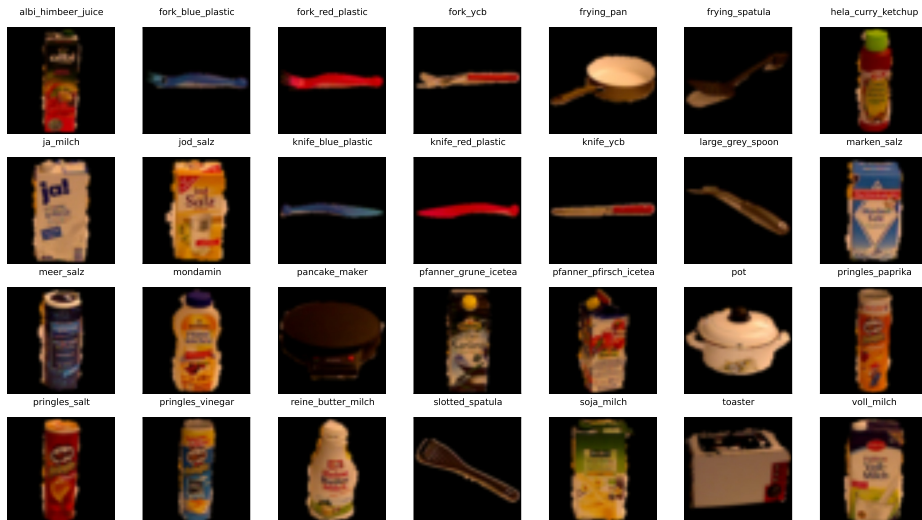 albi_himbeer_juice fork_blue_plastic fork_red_plastic fork_ycb frying_pan frying_spatula hela_curry_ketchup
ja_milch jod_salz knife_blue_plastic knife_red_plastic knife_ycb large_grey_spoon marken_salz
ja!
Salz
meer_salz mondamin pancake_maker pfanner_grune_icetea pfanner_pfirsch_icetea pot pringles_paprika
pringles_salt pringles_vinegar reine_butter_milch slotted_spatula soja_milch toaster voll_milch
Voll-
Milch